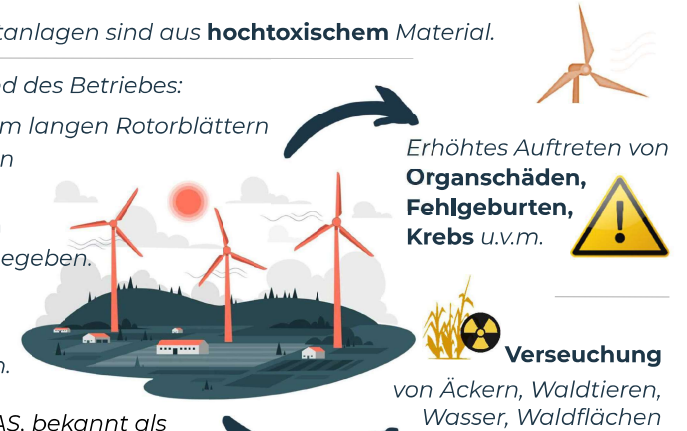 tanlagen sind aus hochtoxischem Material.
d des Betriebes:
m langen Rotorblättern
n
egeben.
n.
AS, bekannt als
Erhöhtes Auftreten von
Organschäden,
Fehlgeburten,
Krebs u.v.m.
Verseuchung
von Äckern, Waldtieren,
Wasser, Waldflächen